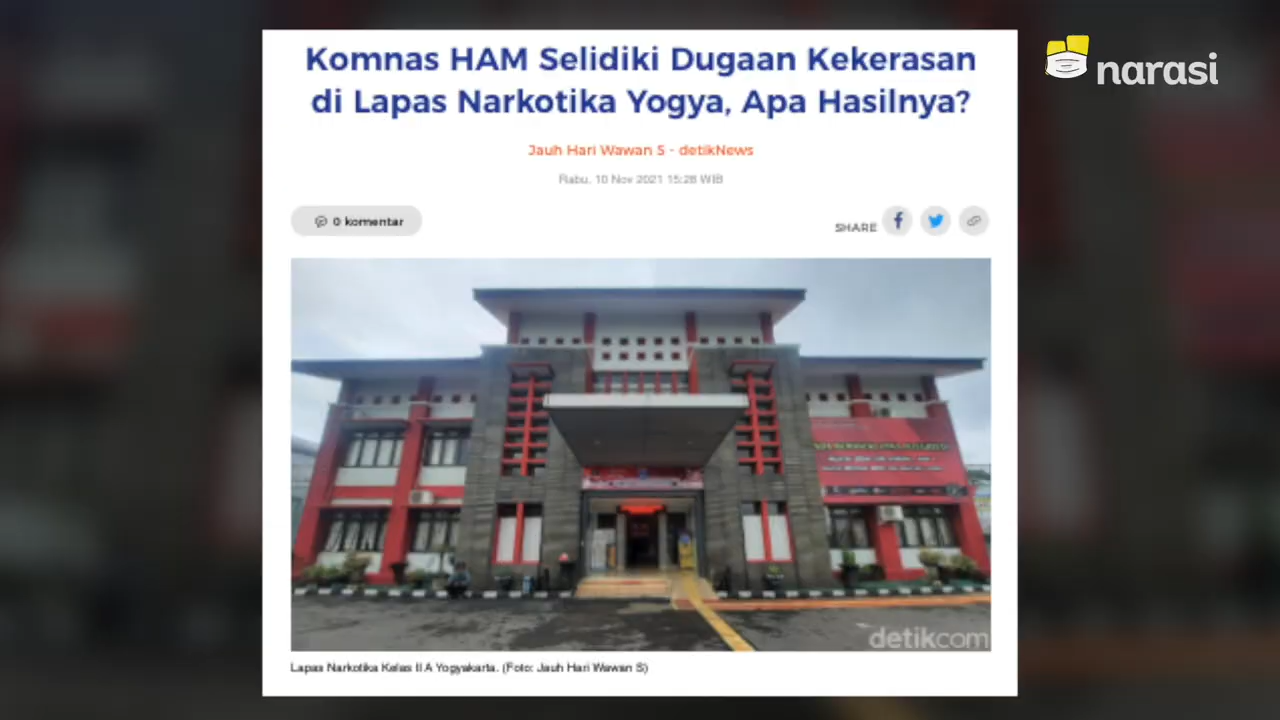 narasi
Komnas HAM Selidiki Dugaan Kekerasan
di Lapas Narkotika Yogya, Apa Hasilnya?
Jauh Hari Wawan S - detikNews
Rabu, 10 Nov 2021 15:28 WIB
0 komentar
SHARE
detikcom
Lapas Narkotika Kelas II A Yogyakarta. (Foto: Jauh Hari Wawan S)